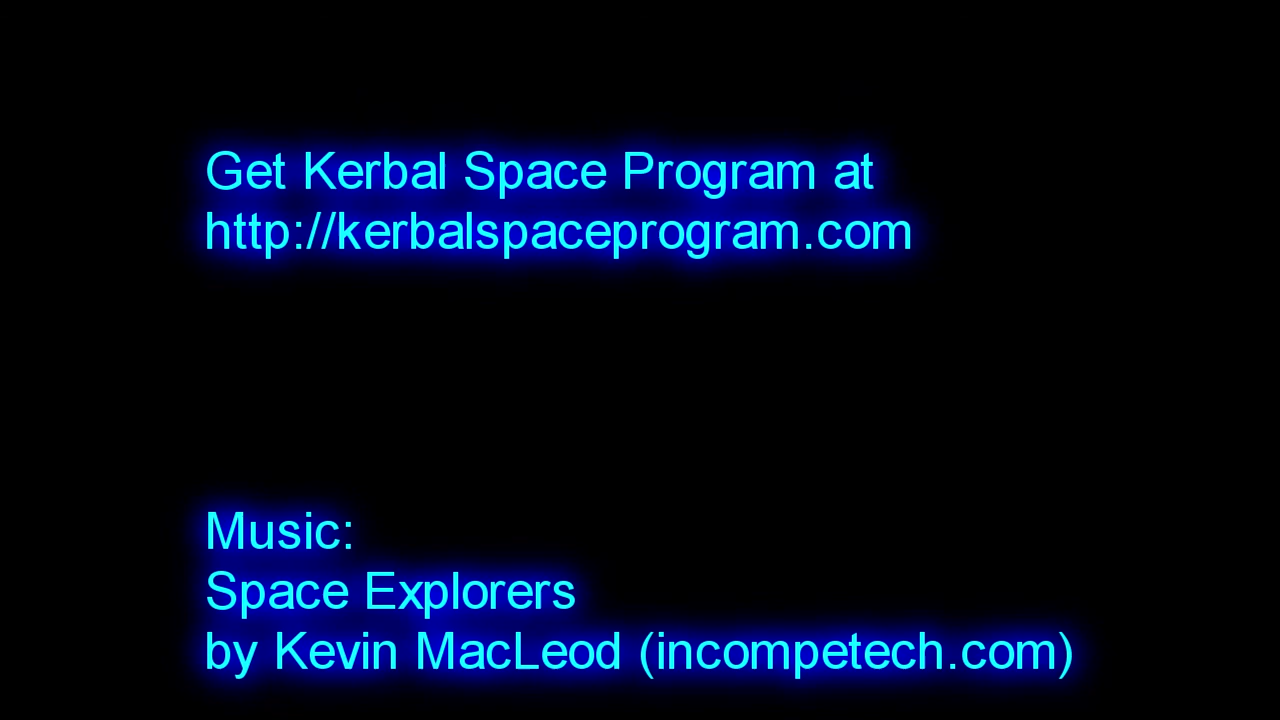 Get Kerbal Space Program at
http://kerbalspaceprogram.com
Music:
Space Explorers
by Kevin MacLeod (incompetech.com)